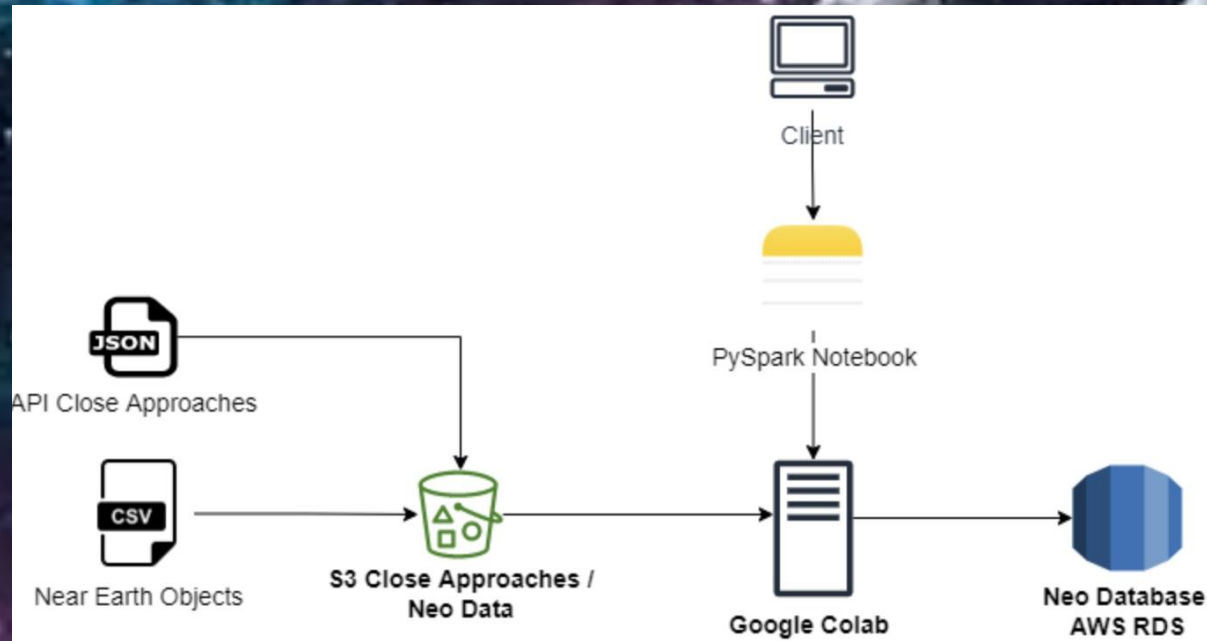 Client
PySpark Notebook
JSON
API Close Approaches
CSV
Near Earth Objects
S3 Close Approaches /
Neo Data
Google Colab
Neo Database
AWS RDS